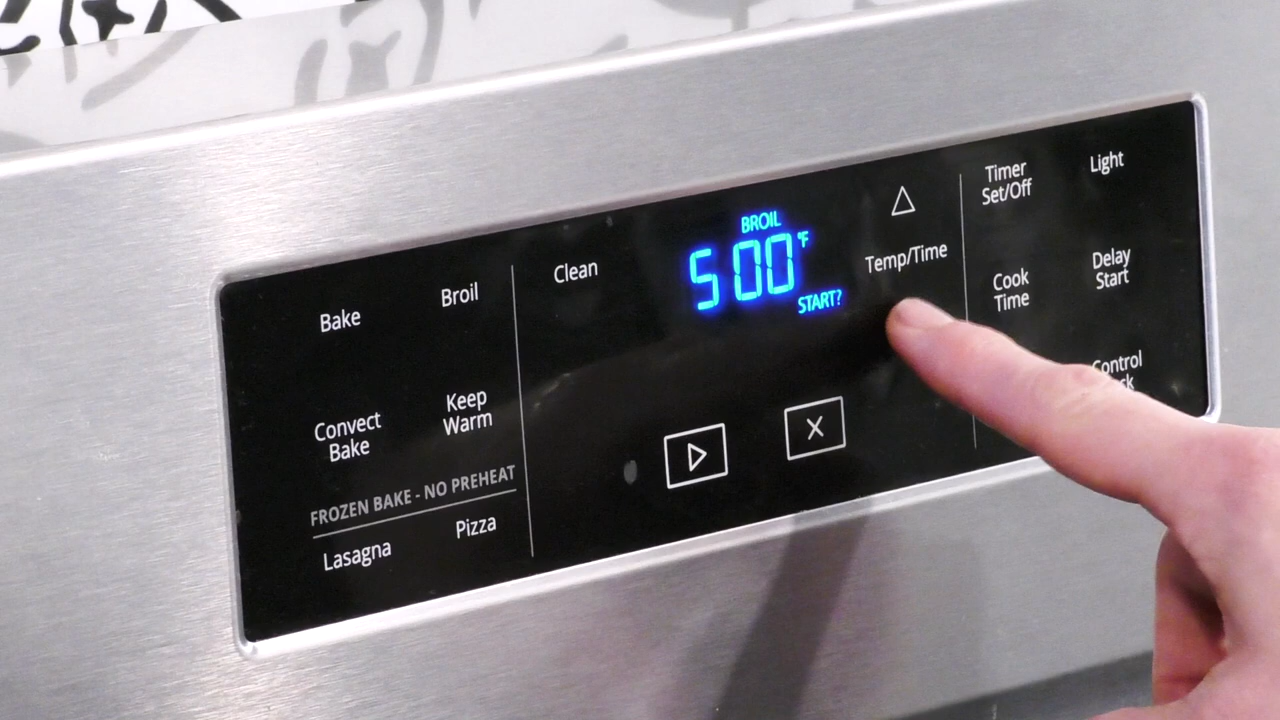 Bake
Broil
Convect
Bake
Keep
Warm
FROZEN BAKE - NO PREHEAT
Lasagna
Pizza
Clean
BROIL
500°F
START?
Temp/Time
Timer
Set/Off
Light
Cook
Time
Delay
Start
Control